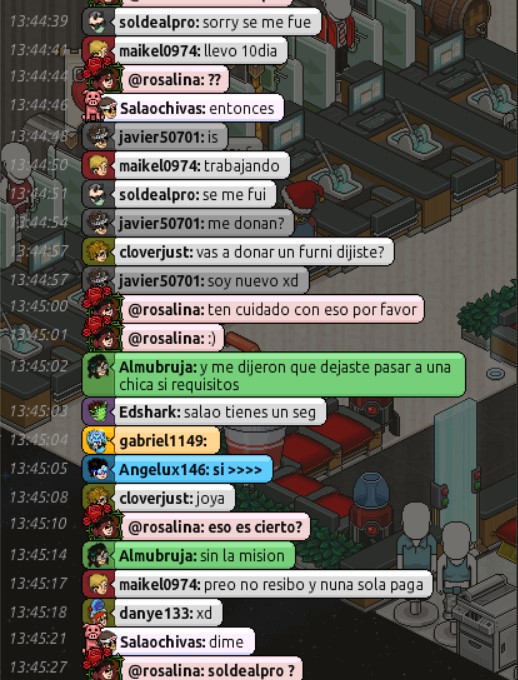 13:44:39 soldealpro: sorry se me fue
13:44:41 maikel0974: llevo 10dia
13:44:44 @rosalina: ??
13:44:46 Salaochivas: entonces
13:44:48 javier50701: is
13:44:50 maikel0974: trabajando
13:44:51 soldealpro: se me fui
13:44:54 javier50701: me donan?
13:44:57 cloverjust: vas a donar un furni dijiste?
13:44:57 javier50701: soy nuevo xd
13:45:00 @rosalina: ten cuidado con eso por favor
13:45:01 @rosalina: :)
13:45:02 Almubruja: y me dijeron que dejaste pasar a una
chica si requisitos
13:45:03 Edshark: salao tienes un seg
13:45:04 gabriel1149:
13:45:05 Angelux146: si >>>>
13:45:08 cloverjust: joya
13:45:10 @rosalina: eso es cierto?
13:45:14 Almubruja: sin la mision
13:45:17 maikel0974: preo no resibo y nuna sola paga
13:45:18 danye133: xd
13:45:21 Salaochivas: dime
13:45:27 @rosalina: soldealpro ?